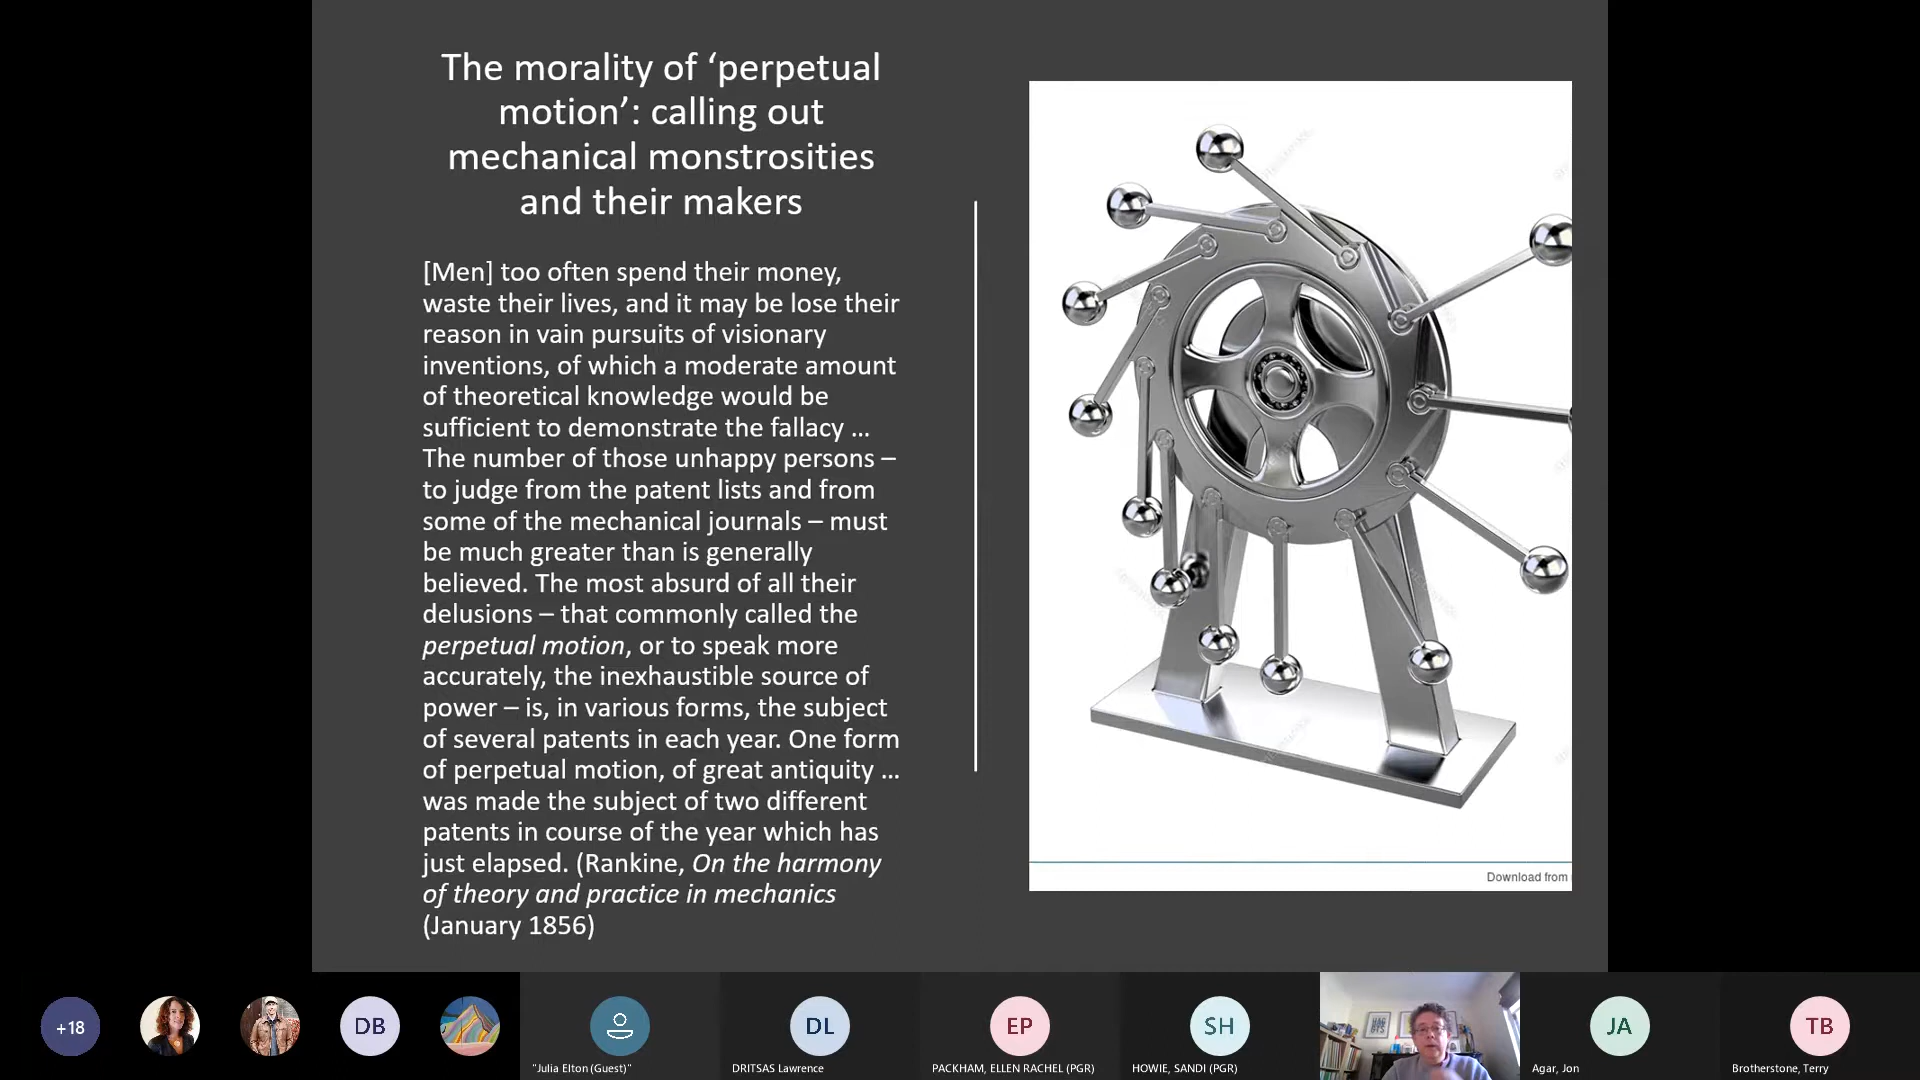 The morality of ‘perpetual
motion’: calling out
mechanical monstrosities
and their makers
[Men] too often spend their money,
waste their lives, and it may be lose their
reason in vain pursuits of visionary
inventions, of which a moderate amount
of theoretical knowledge would be
sufficient to demonstrate the fallacy ...
The number of those unhappy persons –
to judge from the patent lists and from
some of the mechanical journals – must
be much greater than is generally
believed. The most absurd of all their
delusions – that commonly called the
perpetual motion, or to speak more
accurately, the inexhaustible source of
power – is, in various forms, the subject
of several patents in each year. One form
of perpetual motion, of great antiquity ...
was made the subject of two different
patents in course of the year which has
just elapsed. (Rankine, On the harmony
of theory and practice in mechanics
(January 1856)
Download from
+18
DB
DL
EP
SH
JA
TB
"Julia Elton (Guest)"
DRITSAS Lawrence
PACKHAM, ELLEN RACHEL (PGR)
HOWIE, SANDI (PGR)
Agar, Jon
Brotherstone, Terry